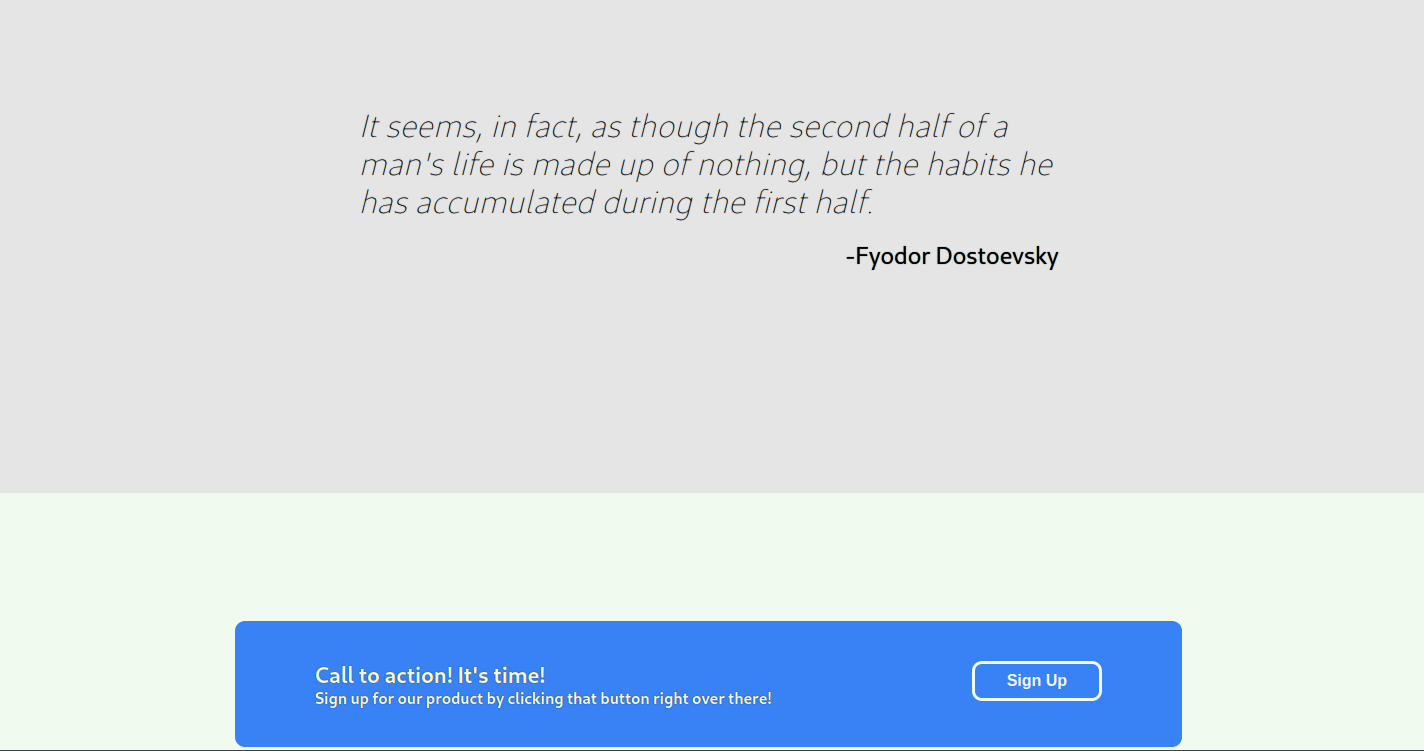 It seems, in fact, as though the second half of a
man's life is made up of nothing, but the habits he
has accumulated during the first half.
-Fyodor Dostoevsky
Call to action! It's time!
Sign up for our product by clicking that button right over there!
Sign Up